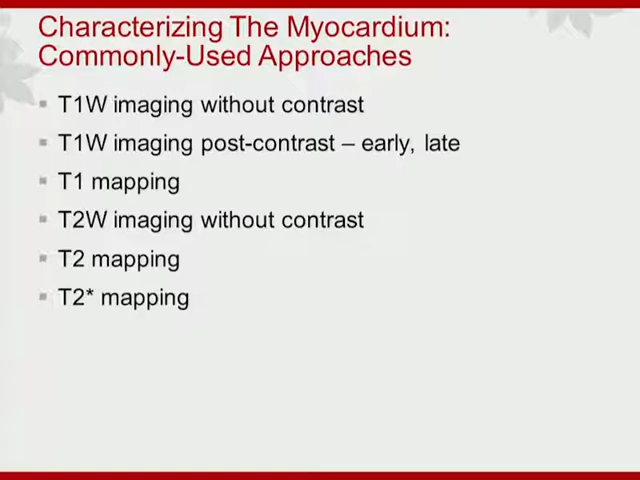 Characterizing The Myocardium:
Commonly-Used Approaches
T1W imaging without contrast
T1W imaging post-contrast – early, late
T1 mapping
T2W imaging without contrast
T2 mapping
T2* mapping